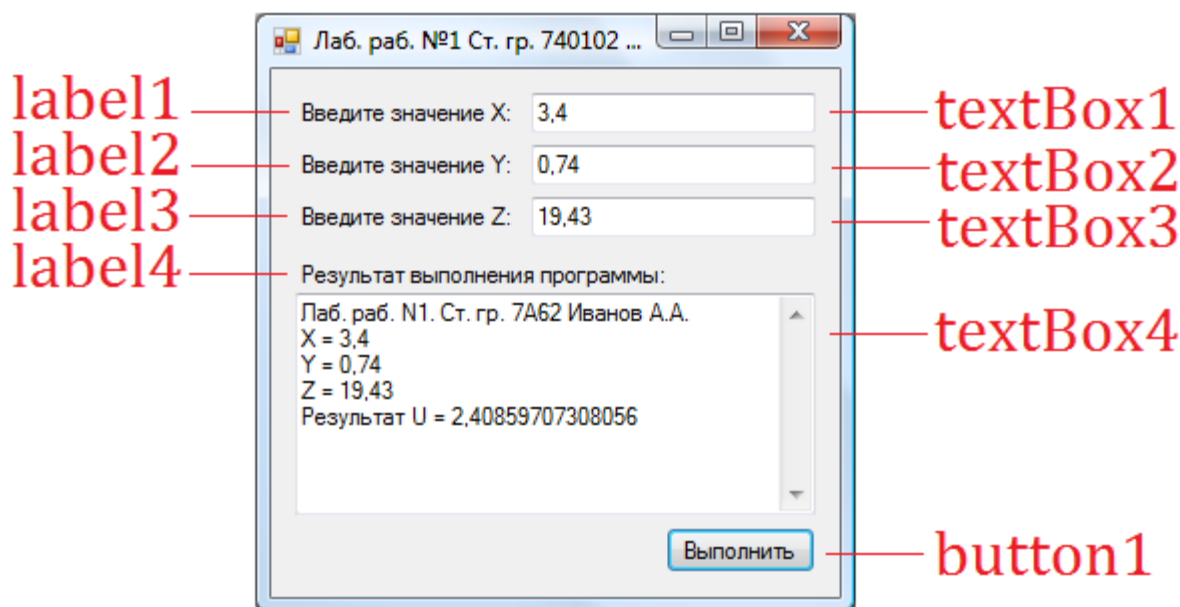 Лаб. раб. №1 Ст. гр. 740102 ...
label1 Введите значение X: 3,4 textBox1
label2 Введите значение Y: 0,74 textBox2
label3 Введите значение Z: 19,43 textBox3
label4 Результат выполнения программы:
Лаб. раб. N1. Ст. гр. 7А62 Иванов А.А.
X = 3,4
textBox4
Y = 0,74
Z = 19,43
Результат U = 2,40859707308056
Выполнить button1